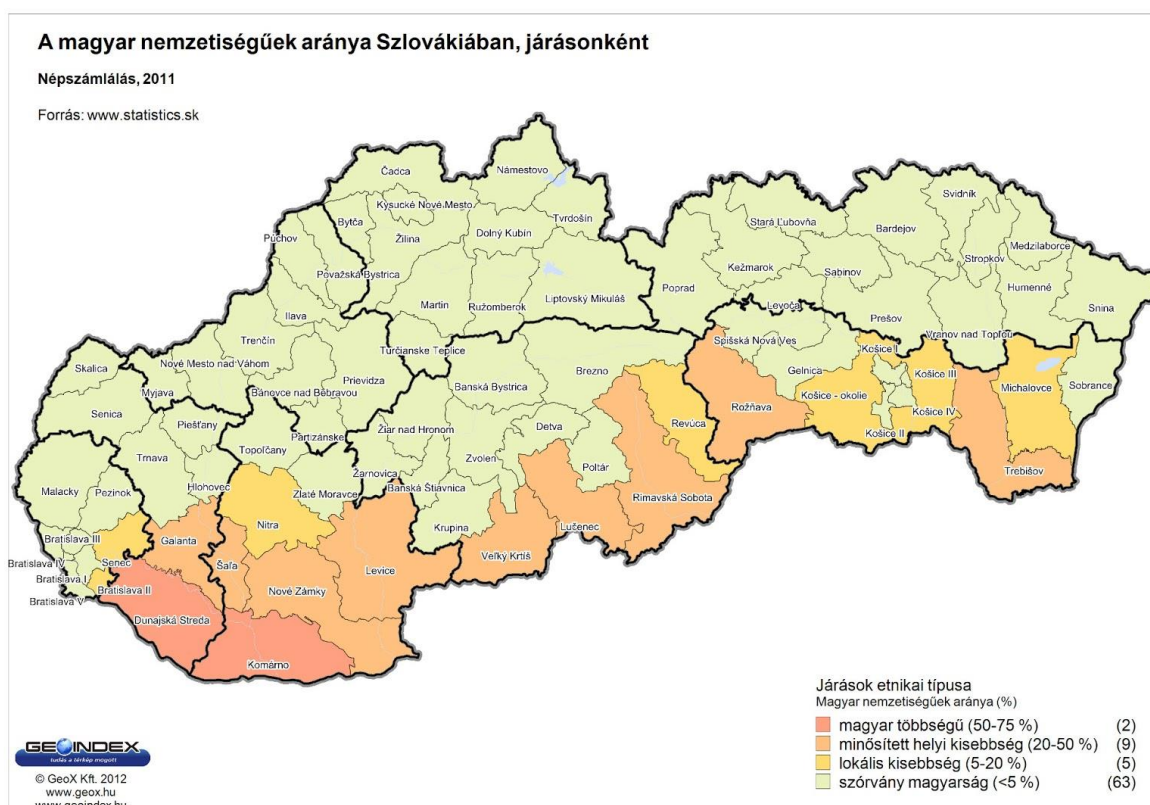 A magyar nemzetiségűek aránya Szlovákiában, járásonként
Népszámlálás, 2011
Forrás: www.statistics.sk
Čadca
Námestovo
Kysucké Nové Mesto
Bytča
Tvrdošín
Svidník
Stará Ľubovňa
Bardejov
Púchov
Žilina
Dolný Kubín
Medzilaborce
Stropkov
Považská Bystrica
Kežmarok
Sabinov
Poprad
Humenné
Martin
Ružomberok
Liptovský Mikuláš
Levoča
Snina
Ilava
Prešov
Trenčín
Turčianske Teplice
Spišská Nová Ves
Vranov nad Topľou
Skalica
Nové Mesto nad Váhom
Košice I
Myjava
Prievidza
Banská Bystrica
Brezno
Gelnica
Košice III
Michalovce
Sobrance
Bánovce nad Bebravou
Košice - okolie
Senica
Rožňava
Košice IV
Piešťany
Partizánske
Žiar nad Hronom
Detva
Revúca
Košice II
Topoľčany
Trnava
Zvolen
Poltár
Žarnovica
Trebišov
Hlohovec
Zlaté Moravce
Banská Štiavnica
Rimavská Sobota
Malacky
Pezinok
Nitra
Krupina
Lučenec
Bratislava III
Galanta
Veľký Krtíš
Bratislava IV
Senec
Šaľa
Levice
Bratislava I
Bratislava II
Nové Zámky
Bratislava V
Dunajská Streda
Komárno
Járások etnikai típusa
Magyar nemzetiségűek aránya (%)
magyar többségű (50-75 %) (2)
minősített helyi kisebbség (20-50 %) (9)
lokális kisebbség (5-20 %) (5)
szórvány magyarság (<5 %) (63)
GEOINDEX
tudás a térkép mögött
© GeoX Kft. 2012
www.geox.hu
www.geoindex.hu